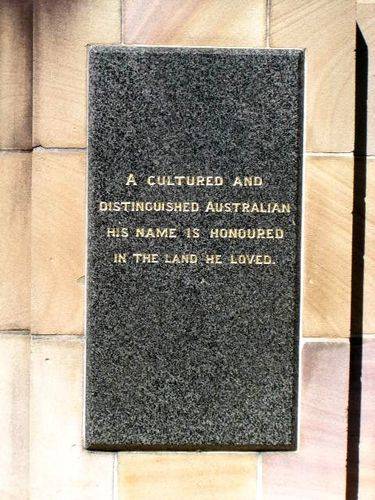 A CULTURED AND
DISTINGUISHED AUSTRALIAN
HIS NAME IS HONOURED
IN THE LAND HE LOVED.